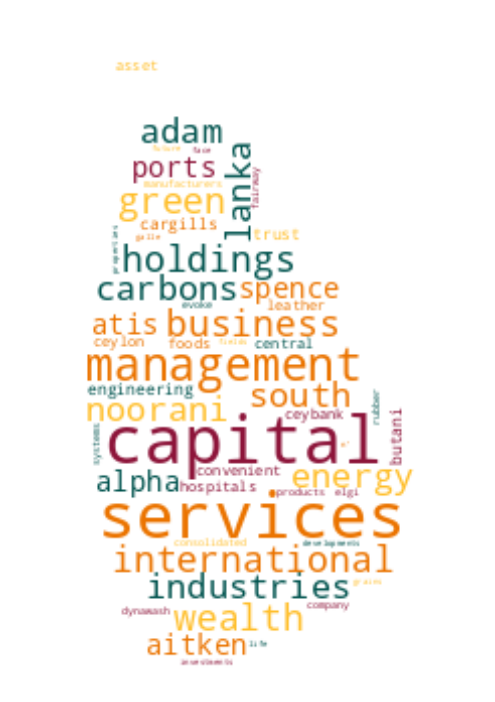 asset
adam
future face
lanka
ports
fairway
manufacturers
green
cargills
galle
trust
properties
holdings
carbons spence
evoke leather
atis business
ceylon foods fields central
management
engineering south
rubber
noorani ceybank
butani
systems
capital
convenient
alpha hospitals energy
products elgi
services
consolidated developments
international
industries grains
dynawash wealth company
aitken life
investments